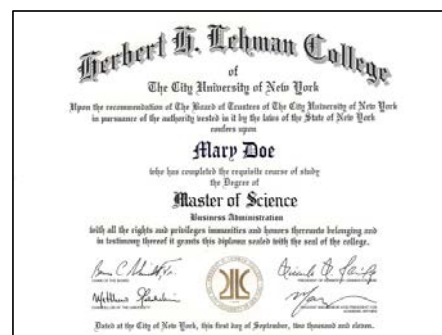 Herbert H. Lehman College
of
The City University of New York
Upon the recommendation of The Board of Trustees of The City University of New York
in pursuance of the authority vested in it by the laws of the State of New York
confers upon
Mary Doe
who has completed the requisite course of study
the Degree of
Master of Science
Business Administration
with all the rights and privileges immunities and honors thereunto belonging and
in testimony thereof it grants this diploma sealed with the seal of the college.
Dated at the City of New York, this first day of September, two thousand and eleven.